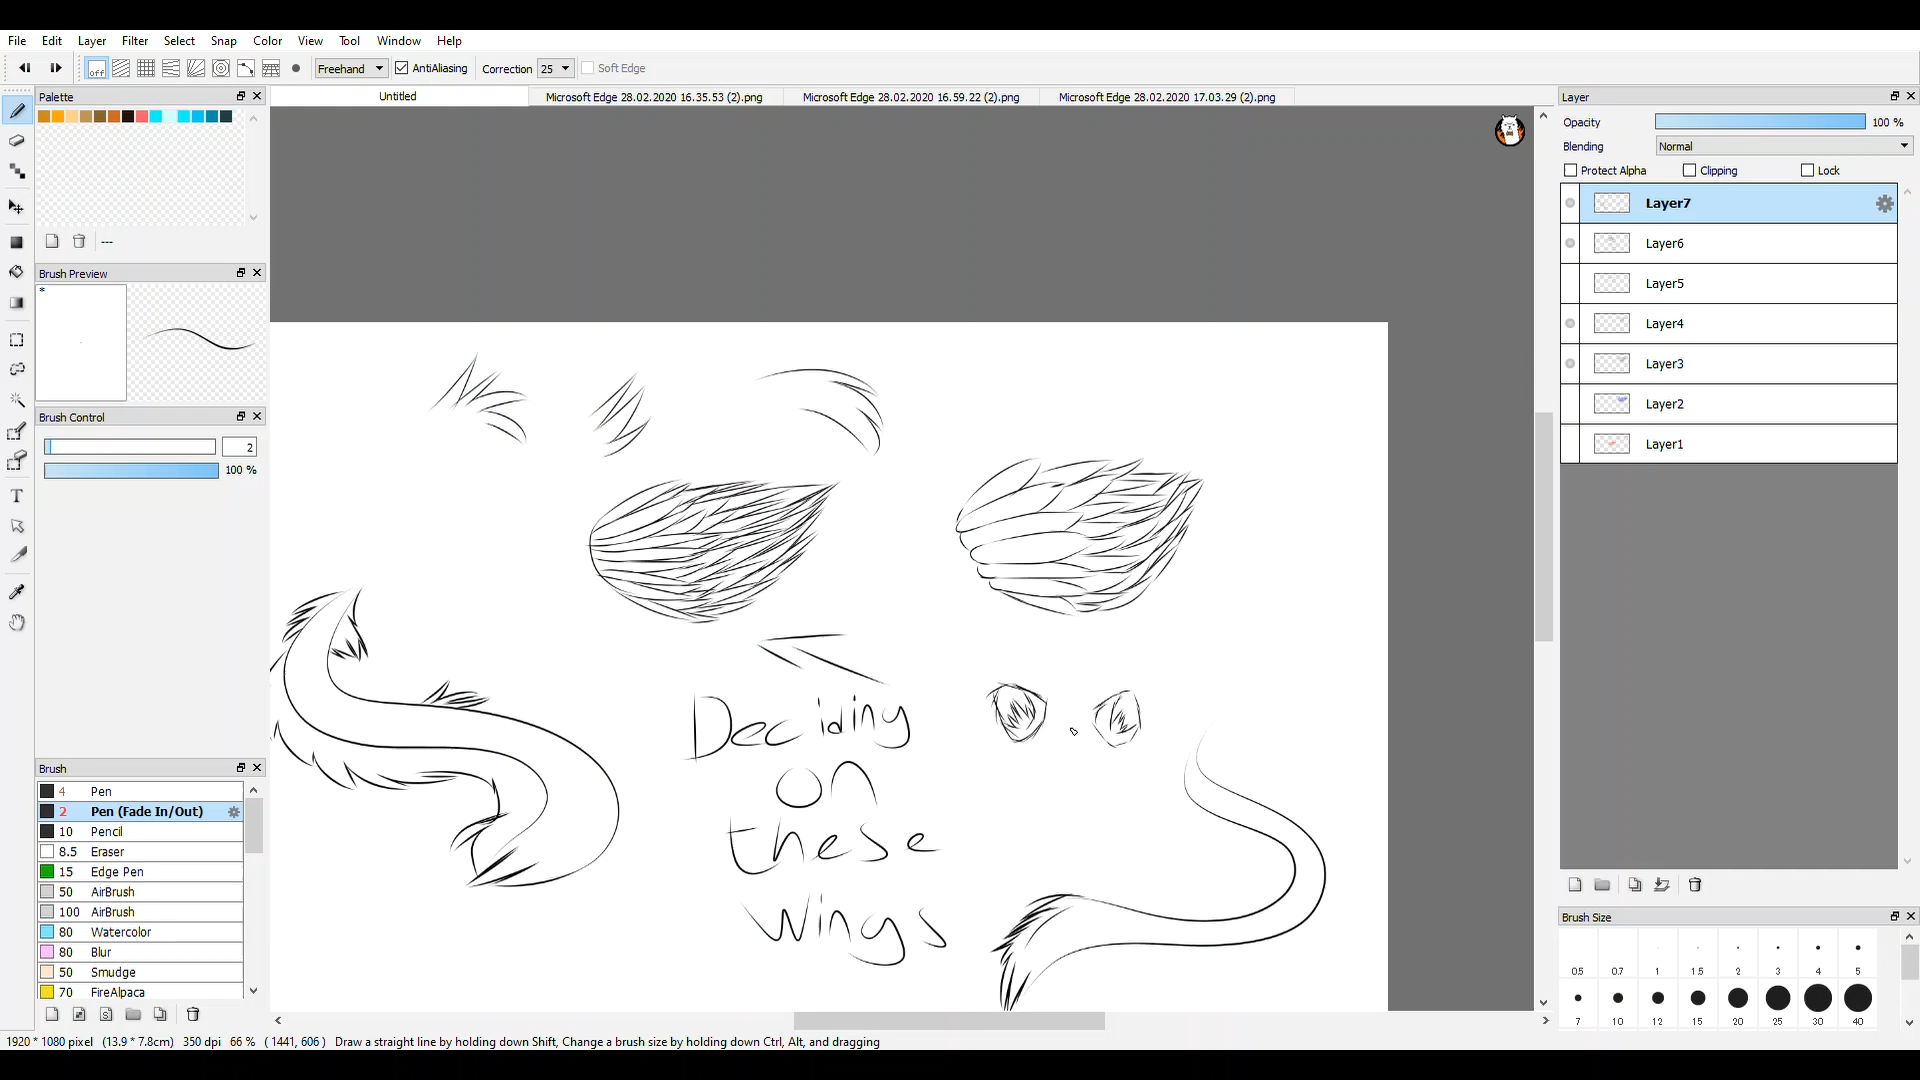 File Edit Layer Filter Select Snap Color View Tool Window Help
off Freehand AntiAliasing Correction 25 Soft Edge
Palette
Untitled
Microsoft Edge 28.02.2020 16.35.53 (2).png
Microsoft Edge 28.02.2020 16.59.22 (2).png
Microsoft Edge 28.02.2020 17.03.29 (2).png
Layer
Opacity 100 %
Blending Normal
Protect Alpha Clipping Lock
Layer7
Layer6
Layer5
Layer4
Layer3
Layer2
Layer1
---
Brush Preview
*
Brush Control
2
100 %
T
Deciding
on
these
wings
Brush
4 Pen
2 Pen (Fade In/Out)
10 Pencil
8.5 Eraser
15 Edge Pen
50 AirBrush
100 AirBrush
80 Watercolor
80 Blur
50 Smudge
70 FireAlpaca
Brush Size
0.5 0.7 1 1.5 2 3 4 5
7 10 12 15 20 25 30 40
1920 * 1080 pixel (13.9 * 7.8cm) 350 dpi 66 % ( 1441, 606 ) Draw a straight line by holding down Shift, Change a brush size by holding down Ctrl, Alt, and dragging